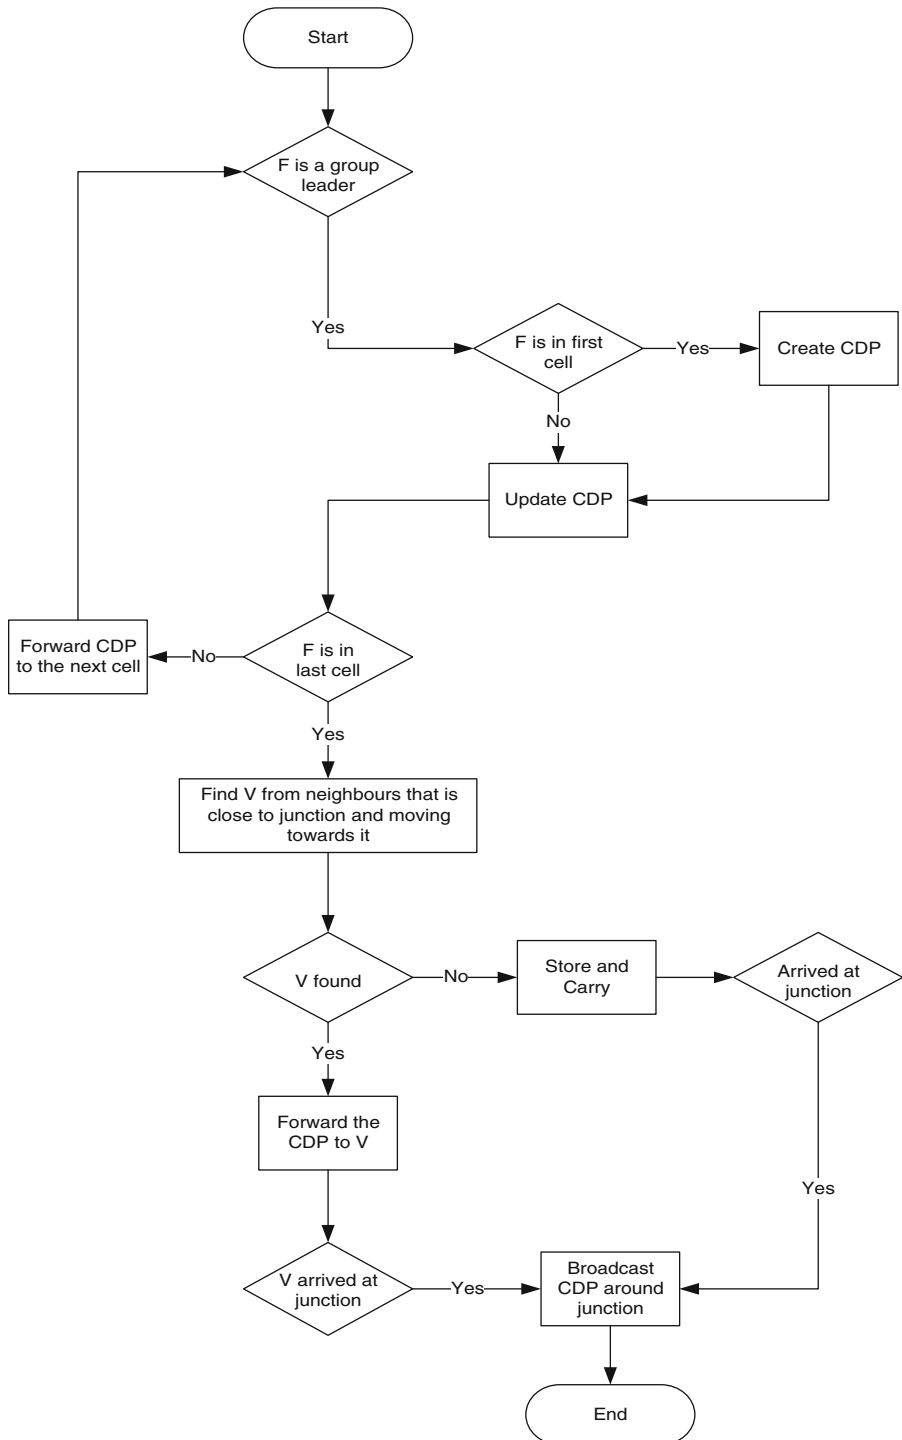 Start
F is a group
leader
Yes
F is in first
cell
Yes
Create CDP
No
Update CDP
Forward CDP
to the next cell
No
F is in
last cell
Yes
Find V from neighbours that is
close to junction and moving
towards it
V found
No
Store and
Carry
Arrived at
junction
Yes
Forward the
CDP to V
Yes
V arrived at
junction
Yes
Broadcast
CDP around
junction
End